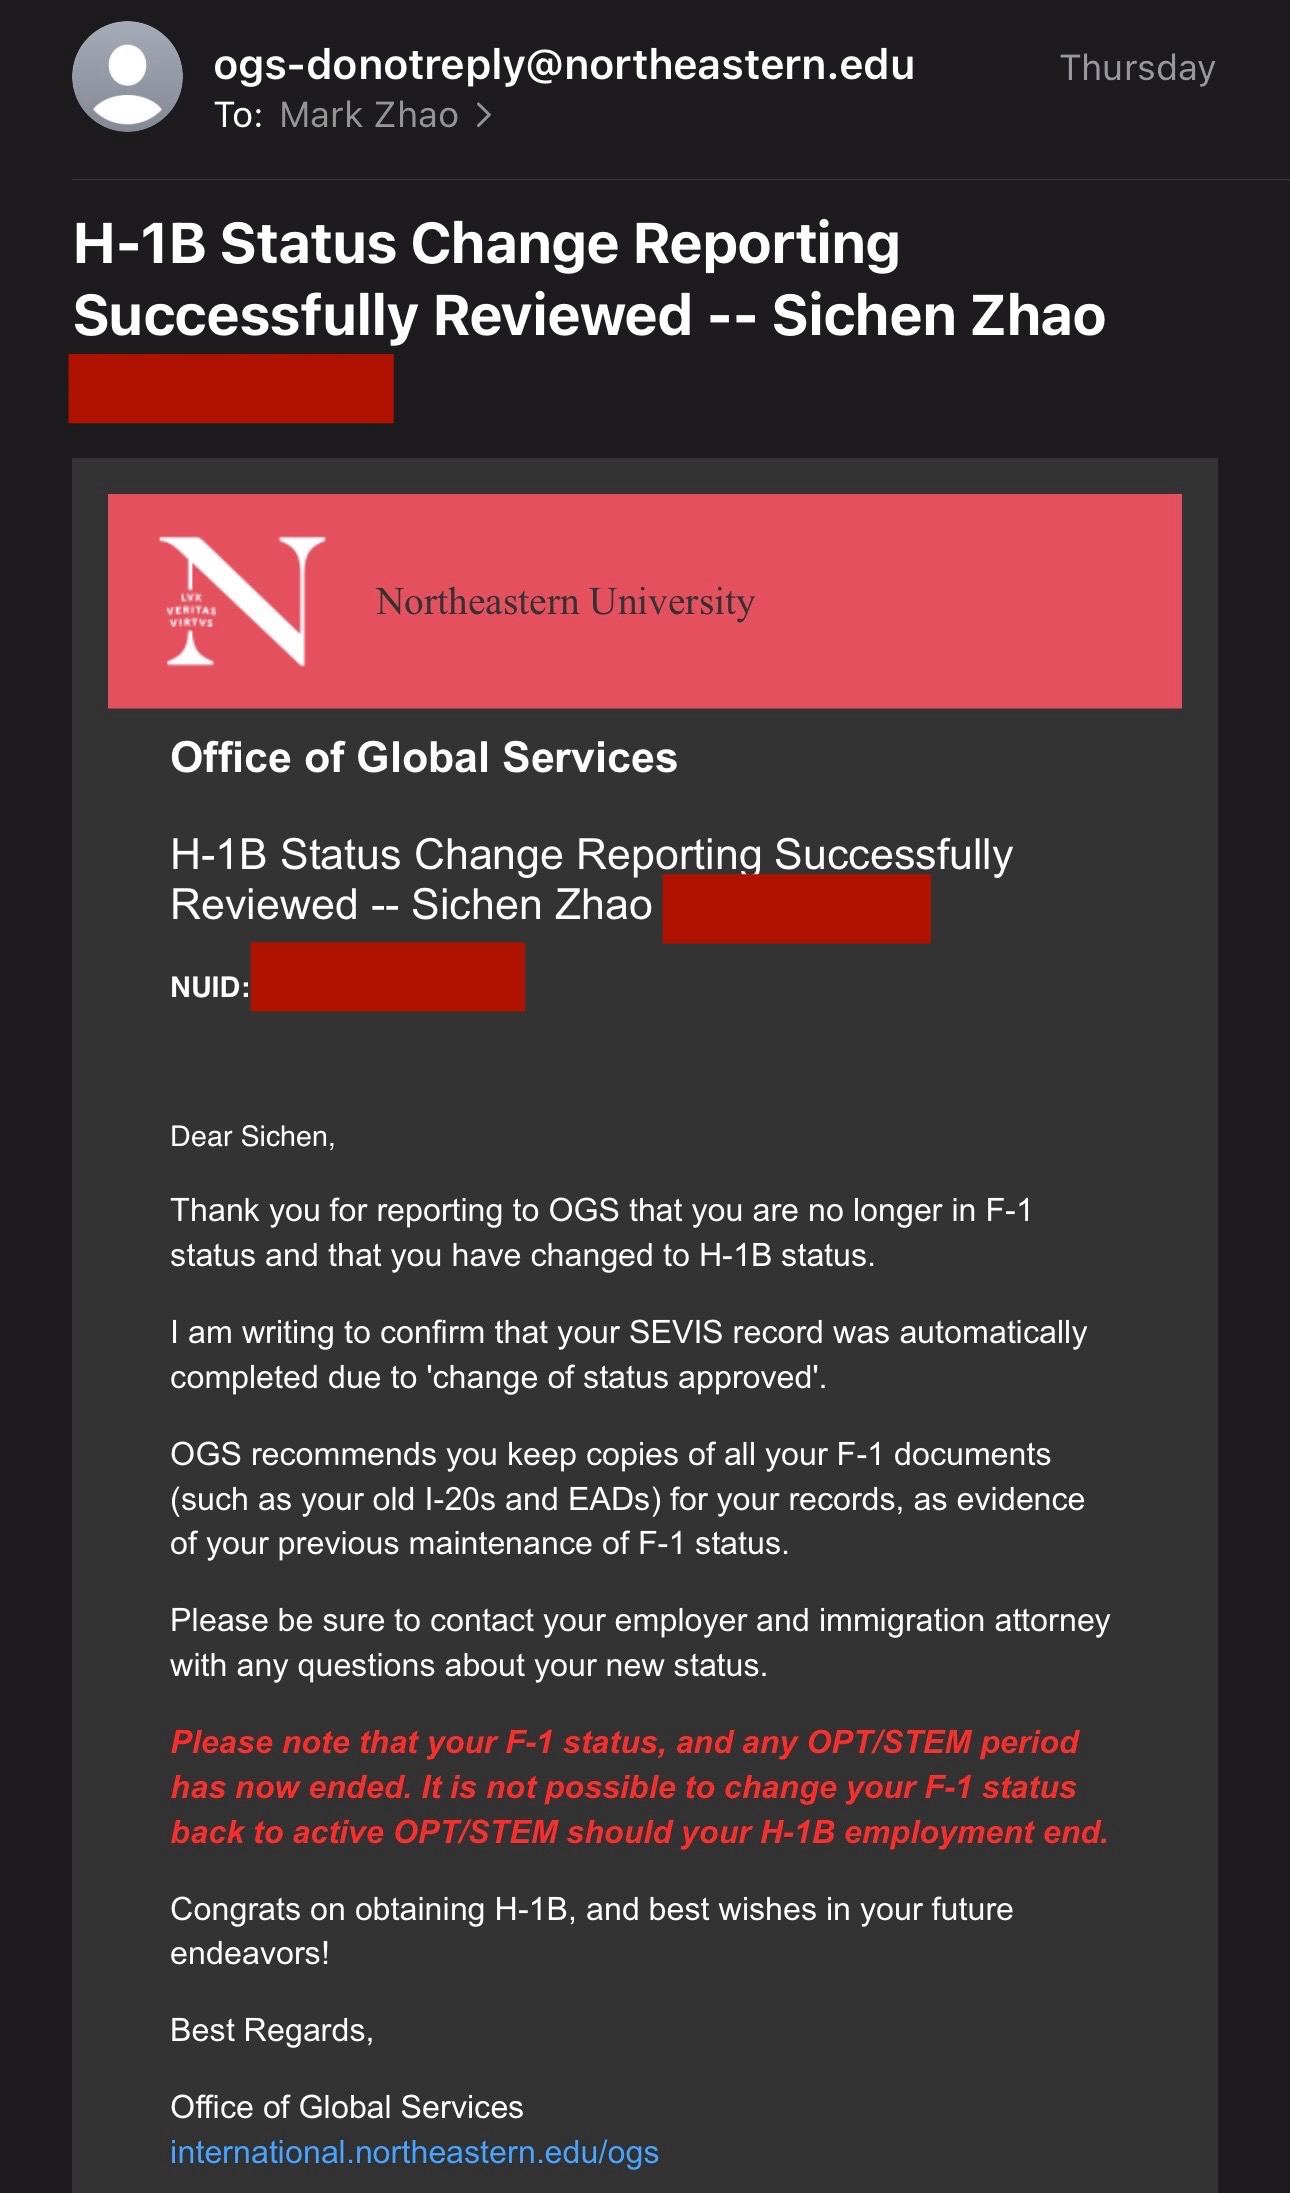 ogs-donotreply@northeastern.edu
Thursday
To: Mark Zhao >
H-1B Status Change Reporting
Successfully Reviewed -- Sichen Zhao
N
LVX
VERITAS
VIRTVS
Northeastern University
Office of Global Services
H-1B Status Change Reporting Successfully
Reviewed -- Sichen Zhao
NUID:
Dear Sichen,
Thank you for reporting to OGS that you are no longer in F-1
status and that you have changed to H-1B status.
I am writing to confirm that your SEVIS record was automatically
completed due to 'change of status approved'.
OGS recommends you keep copies of all your F-1 documents
(such as your old I-20s and EADs) for your records, as evidence
of your previous maintenance of F-1 status.
Please be sure to contact your employer and immigration attorney
with any questions about your new status.
Please note that your F-1 status, and any OPT/STEM period
has now ended. It is not possible to change your F-1 status
back to active OPT/STEM should your H-1B employment end.
Congrats on obtaining H-1B, and best wishes in your future
endeavors!
Best Regards,
Office of Global Services
international.northeastern.edu/ogs